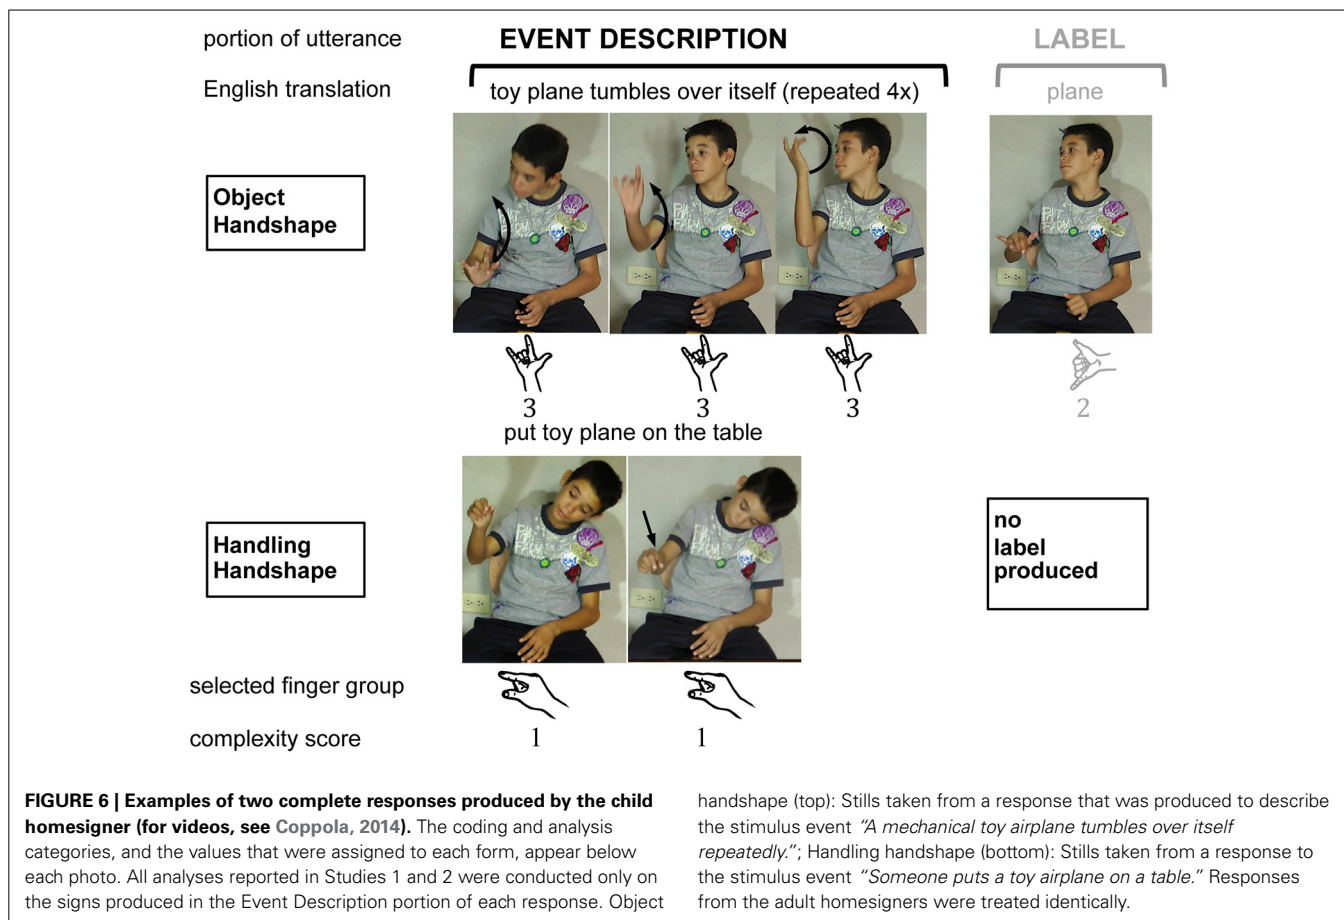 portion of utterance EVENT DESCRIPTION LABEL
English translation toy plane tumbles over itself (repeated 4x) plane
Object
Handshape
3 3 3 2
put toy plane on the table
Handling
Handshape
no
label
produced
selected finger group
complexity score 1 1
FIGURE 6 | Examples of two complete responses produced by the child
homesigner (for videos, see Coppola, 2014). The coding and analysis
categories, and the values that were assigned to each form, appear below
each photo. All analyses reported in Studies 1 and 2 were conducted only on
the signs produced in the Event Description portion of each response. Object
handshape (top): Stills taken from a response that was produced to describe
the stimulus event “A mechanical toy airplane tumbles over itself
repeatedly.”; Handling handshape (bottom): Stills taken from a response to
the stimulus event “Someone puts a toy airplane on a table.” Responses
from the adult homesigners were treated identically.